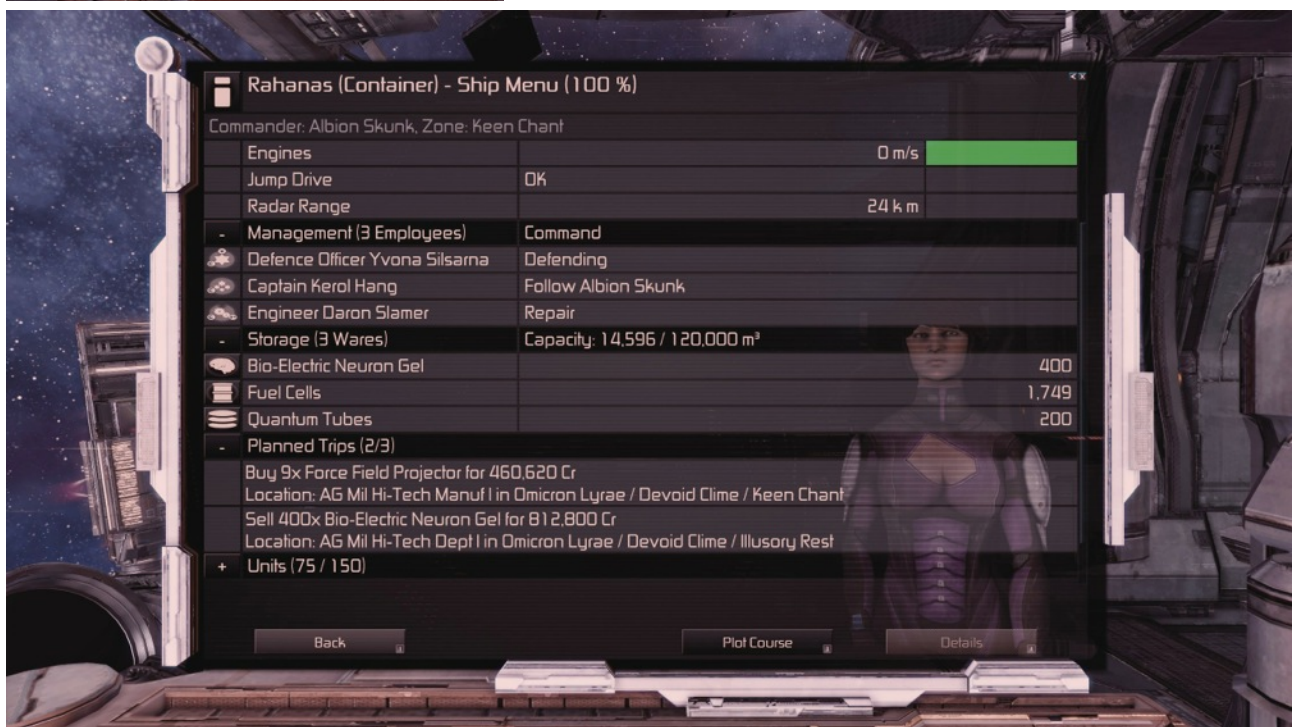 Rahanas (Container) - Ship Menu (100 %)
Commander: Albion Skunk, Zone: Keen Chant
Engines 0 m/s
Jump Drive OK
Radar Range 24 km
- Management (3 Employees) Command
Defence Officer Yvona Silsarna Defending
Captain Kerol Hang Follow Albion Skunk
Engineer Daron Slamer Repair
- Storage (3 Wares) Capacity: 14,596 / 120,000 m³
Bio-Electric Neuron Gel 400
Fuel Cells 1,749
Quantum Tubes 200
- Planned Trips (2/3)
Buy 9x Force Field Projector for 460,620 Cr
Location: AG Mil Hi-Tech Manuf I in Omicron Lyrae / Devoid Clime / Keen Chant
Sell 400x Bio-Electric Neuron Gel for 812,800 Cr
Location: AG Mil Hi-Tech Dept I in Omicron Lyrae / Devoid Clime / Illusory Rest
+ Units (75 / 150)
Back Plot Course Details